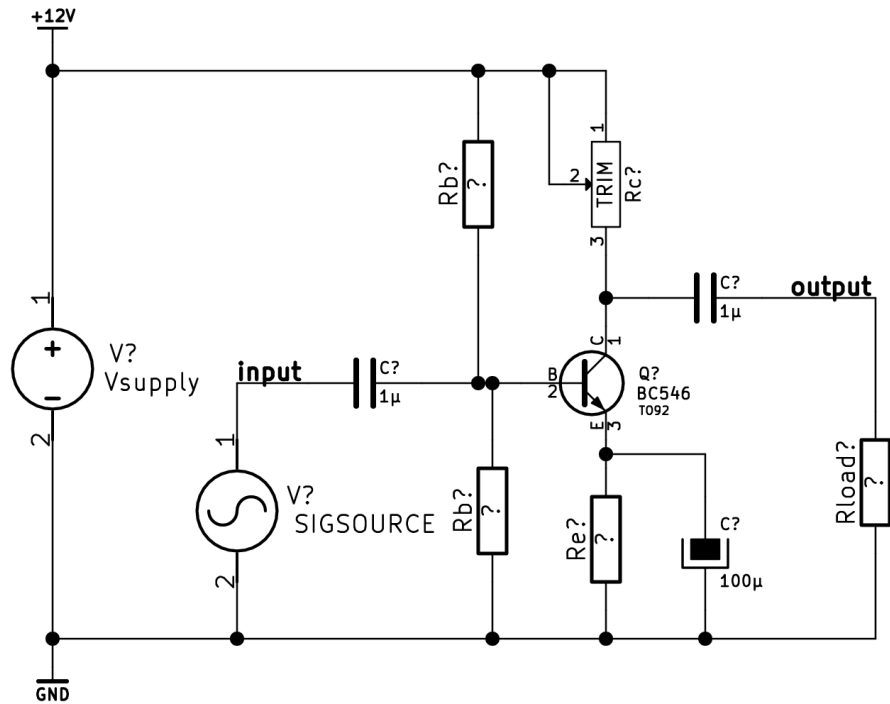 +12V
1
Rb?
?
2
TRIM
Rc?
3
1
V?
Vsupply
2
input
C?
1µ
C?
1µ
output
C
1
B
2
Q?
BC546
TO92
E
3
1
V?
SIGSOURCE
2
Rb?
?
Re?
?
C?
100µ
Rload?
?
GND